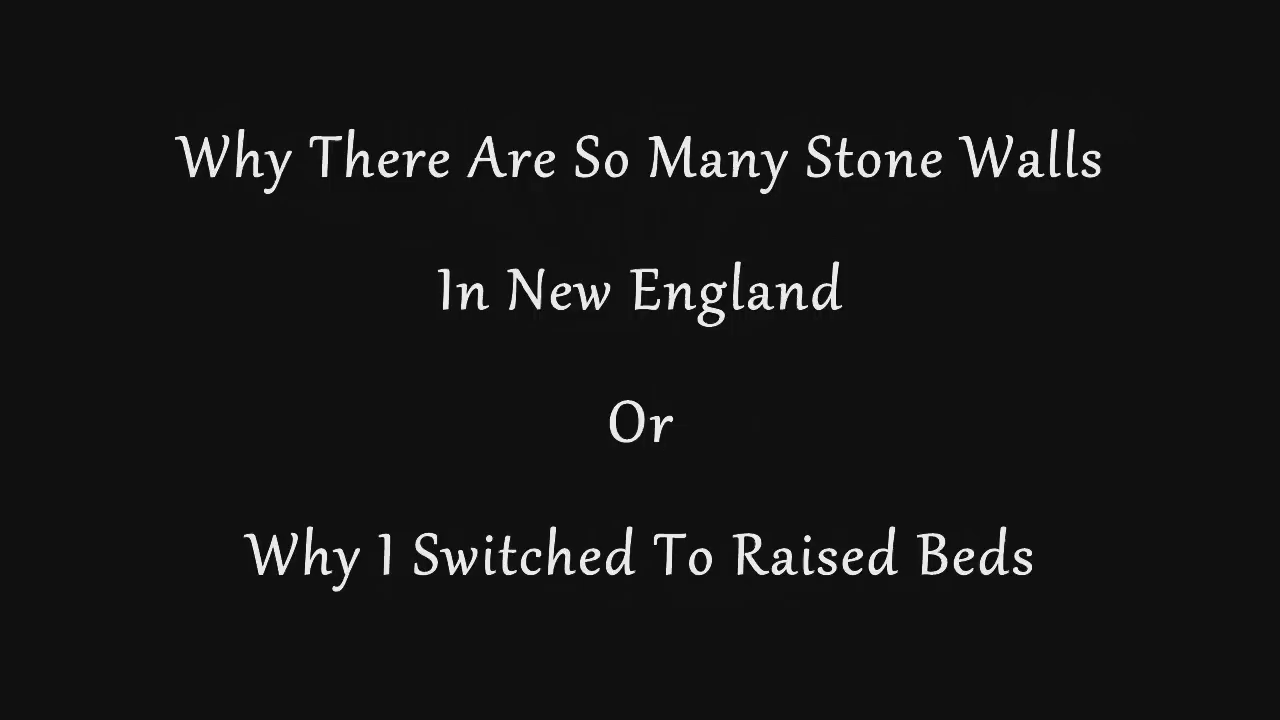 Why There Are So Many Stone Walls
In New England
Or
Why I Switched To Raised Beds